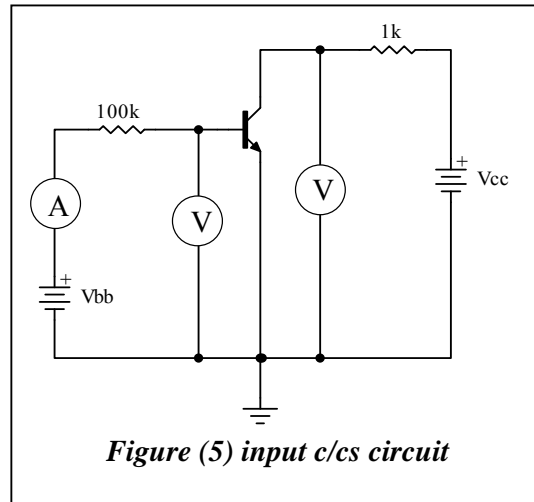 1k
100k
V
V
A
+
Vcc
+
Vbb
Figure (5) input c/cs circuit